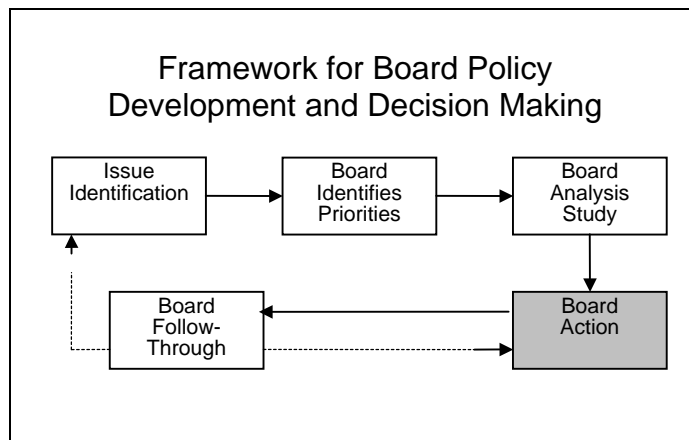 Framework for Board Policy
Development and Decision Making
Issue
Identification
Board
Identifies
Priorities
Board
Analysis
Study
Board
Follow-
Through
Board
Action